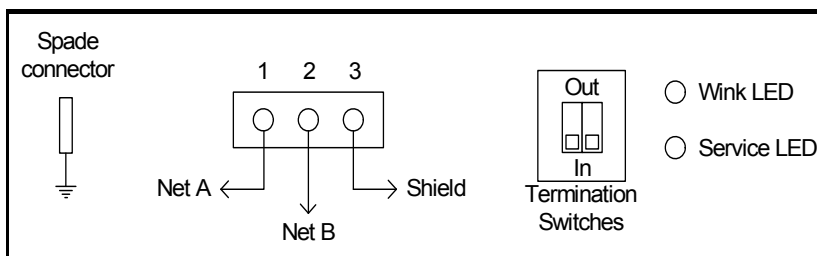 Spade
connector
1 2 3
Net A
Net B
Shield
Out
In
Termination
Switches
Wink LED
Service LED